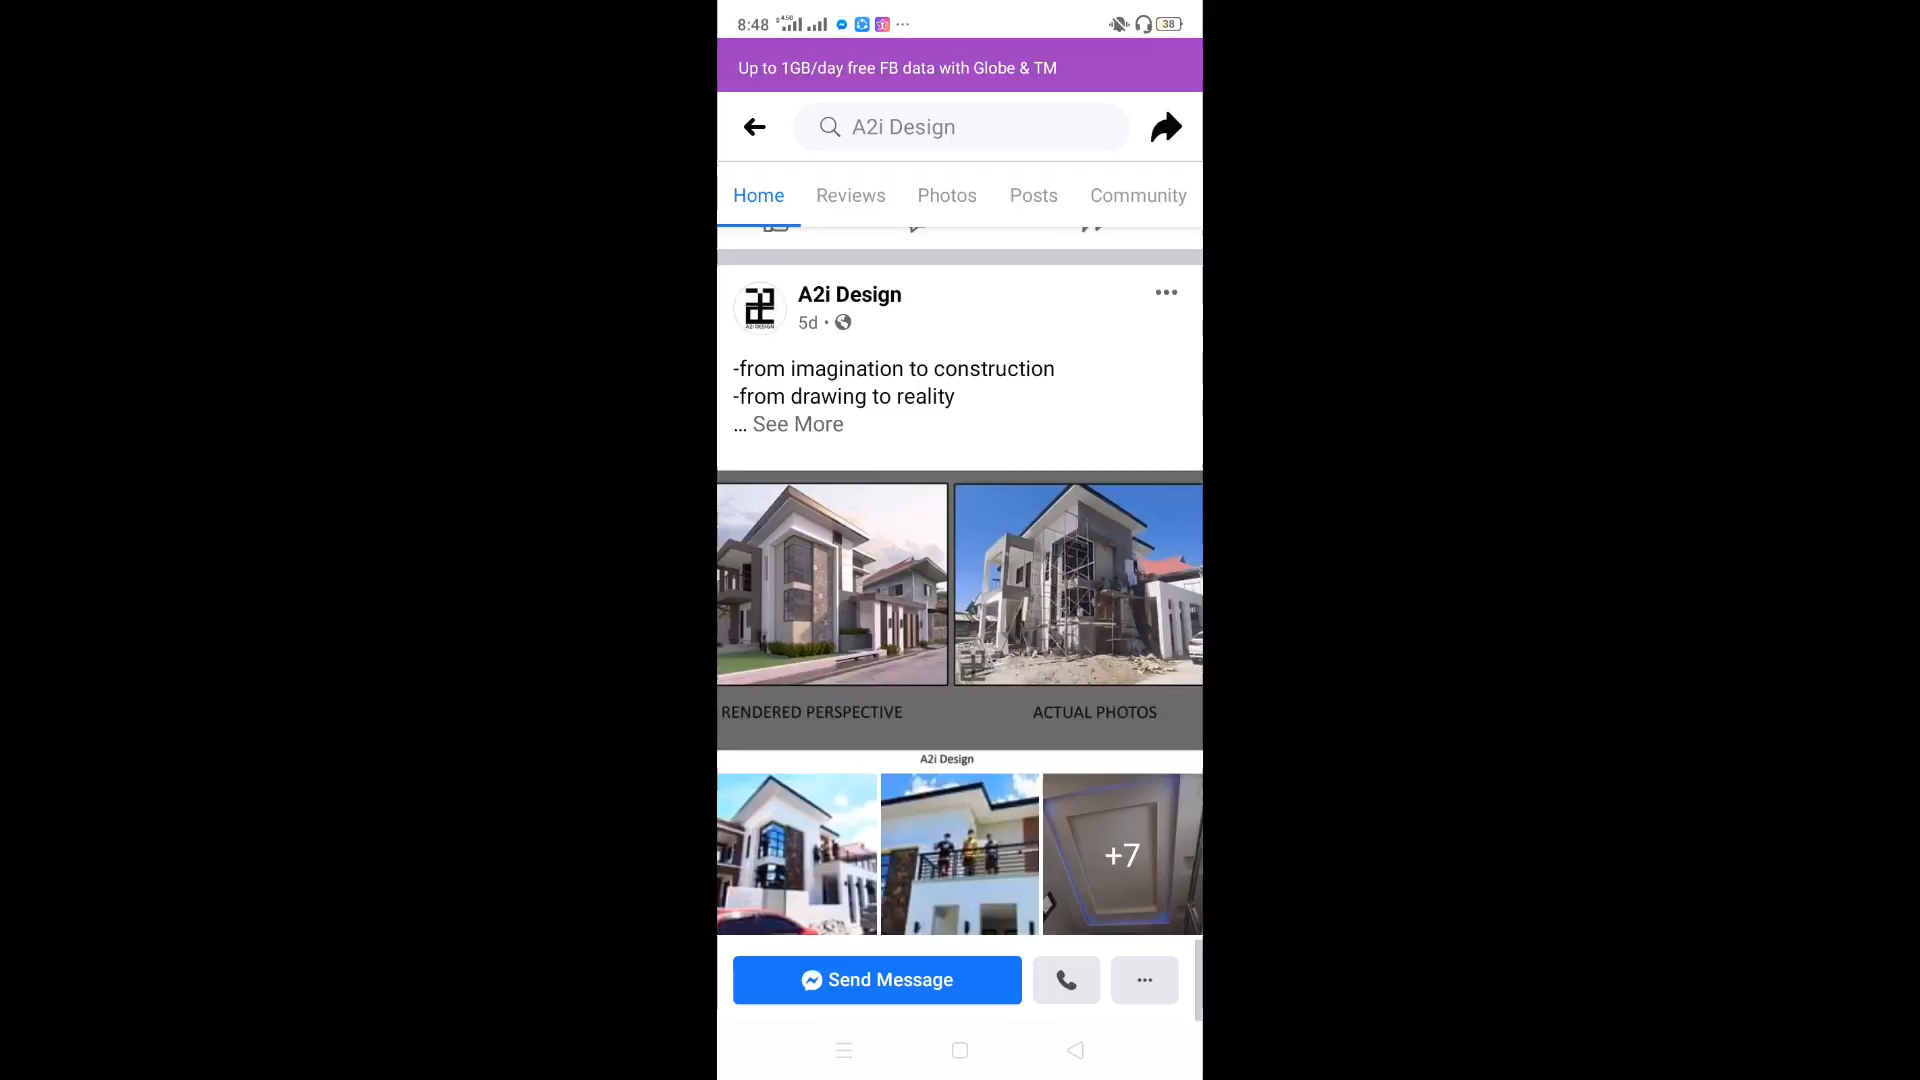 8:48
38
Up to 1GB/day free FB data with Globe & TM
A2i Design
Home Reviews Photos Posts Community
A2i Design
5d ·
-from imagination to construction
-from drawing to reality
... See More
RENDERED PERSPECTIVE ACTUAL PHOTOS
A2i Design
+7
Send Message